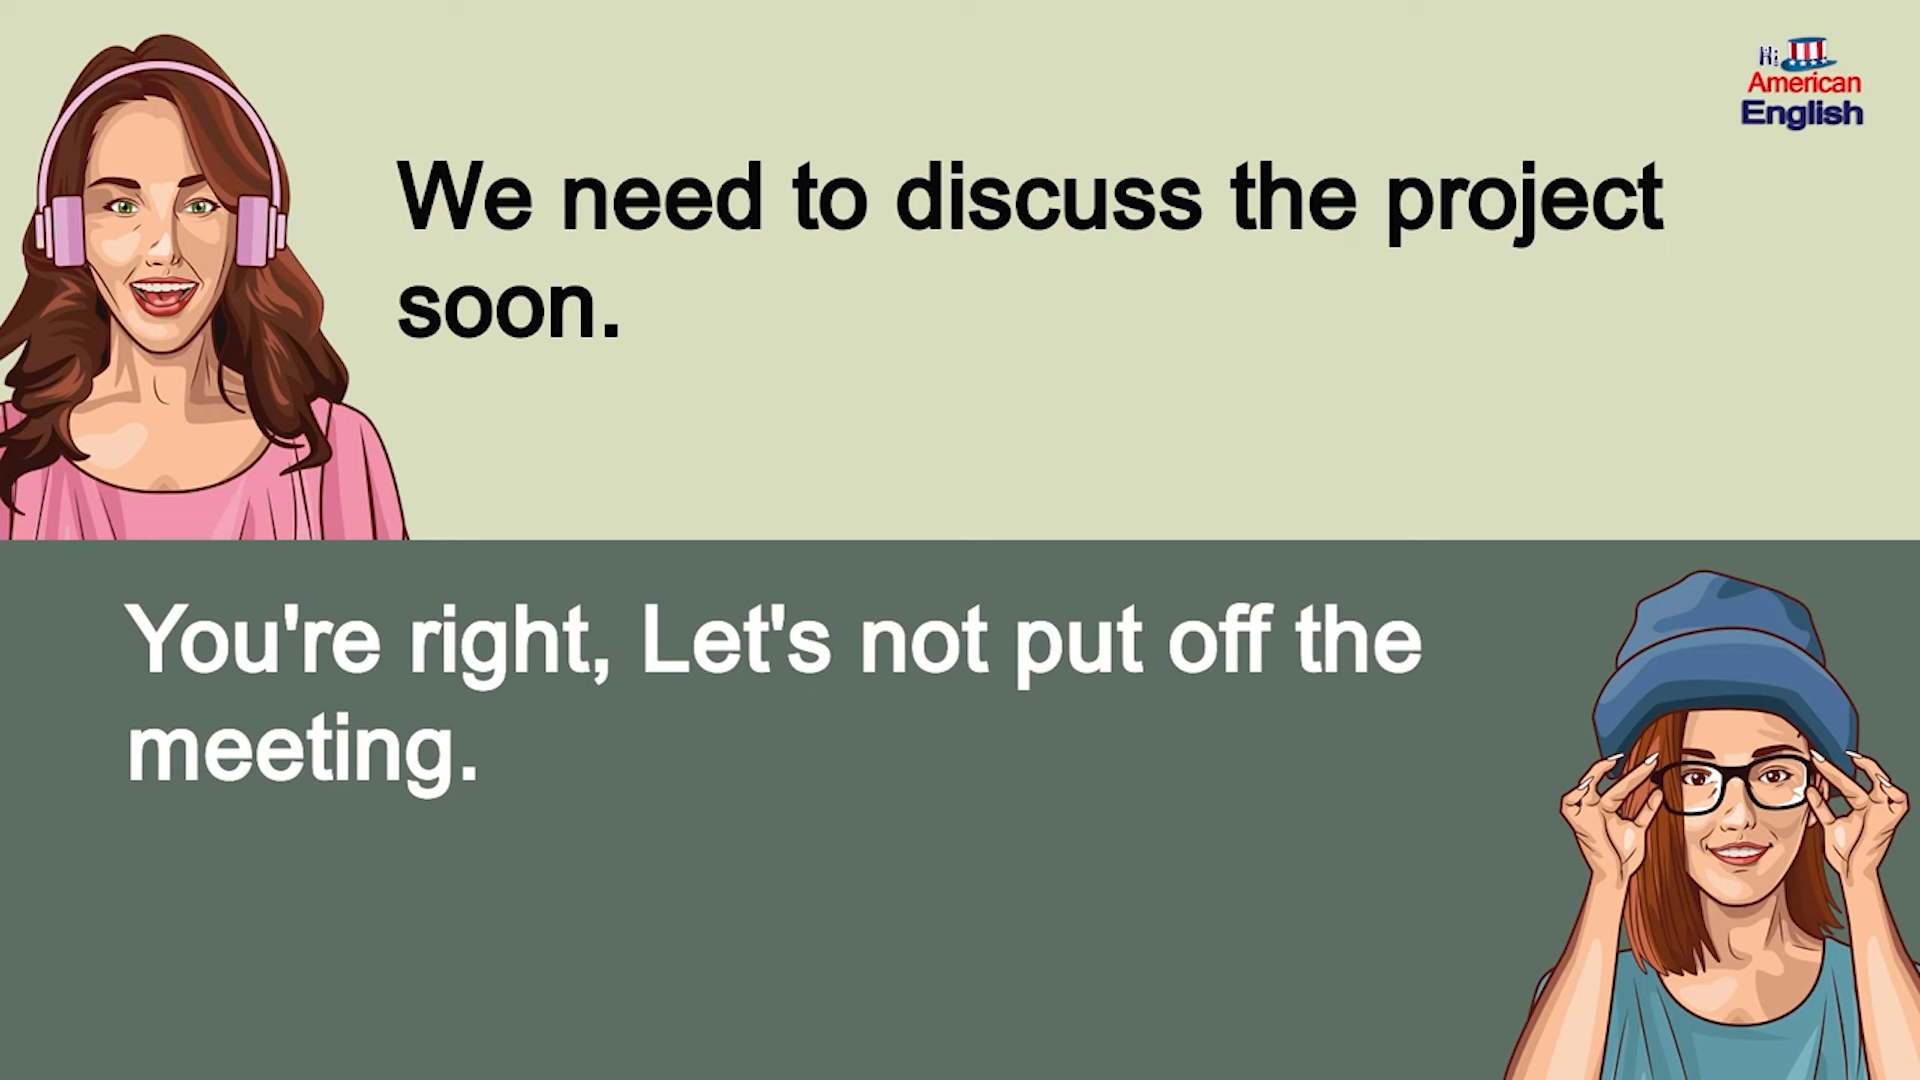 Hi
American
English
We need to discuss the project
soon.
You're right, Let's not put off the
meeting.